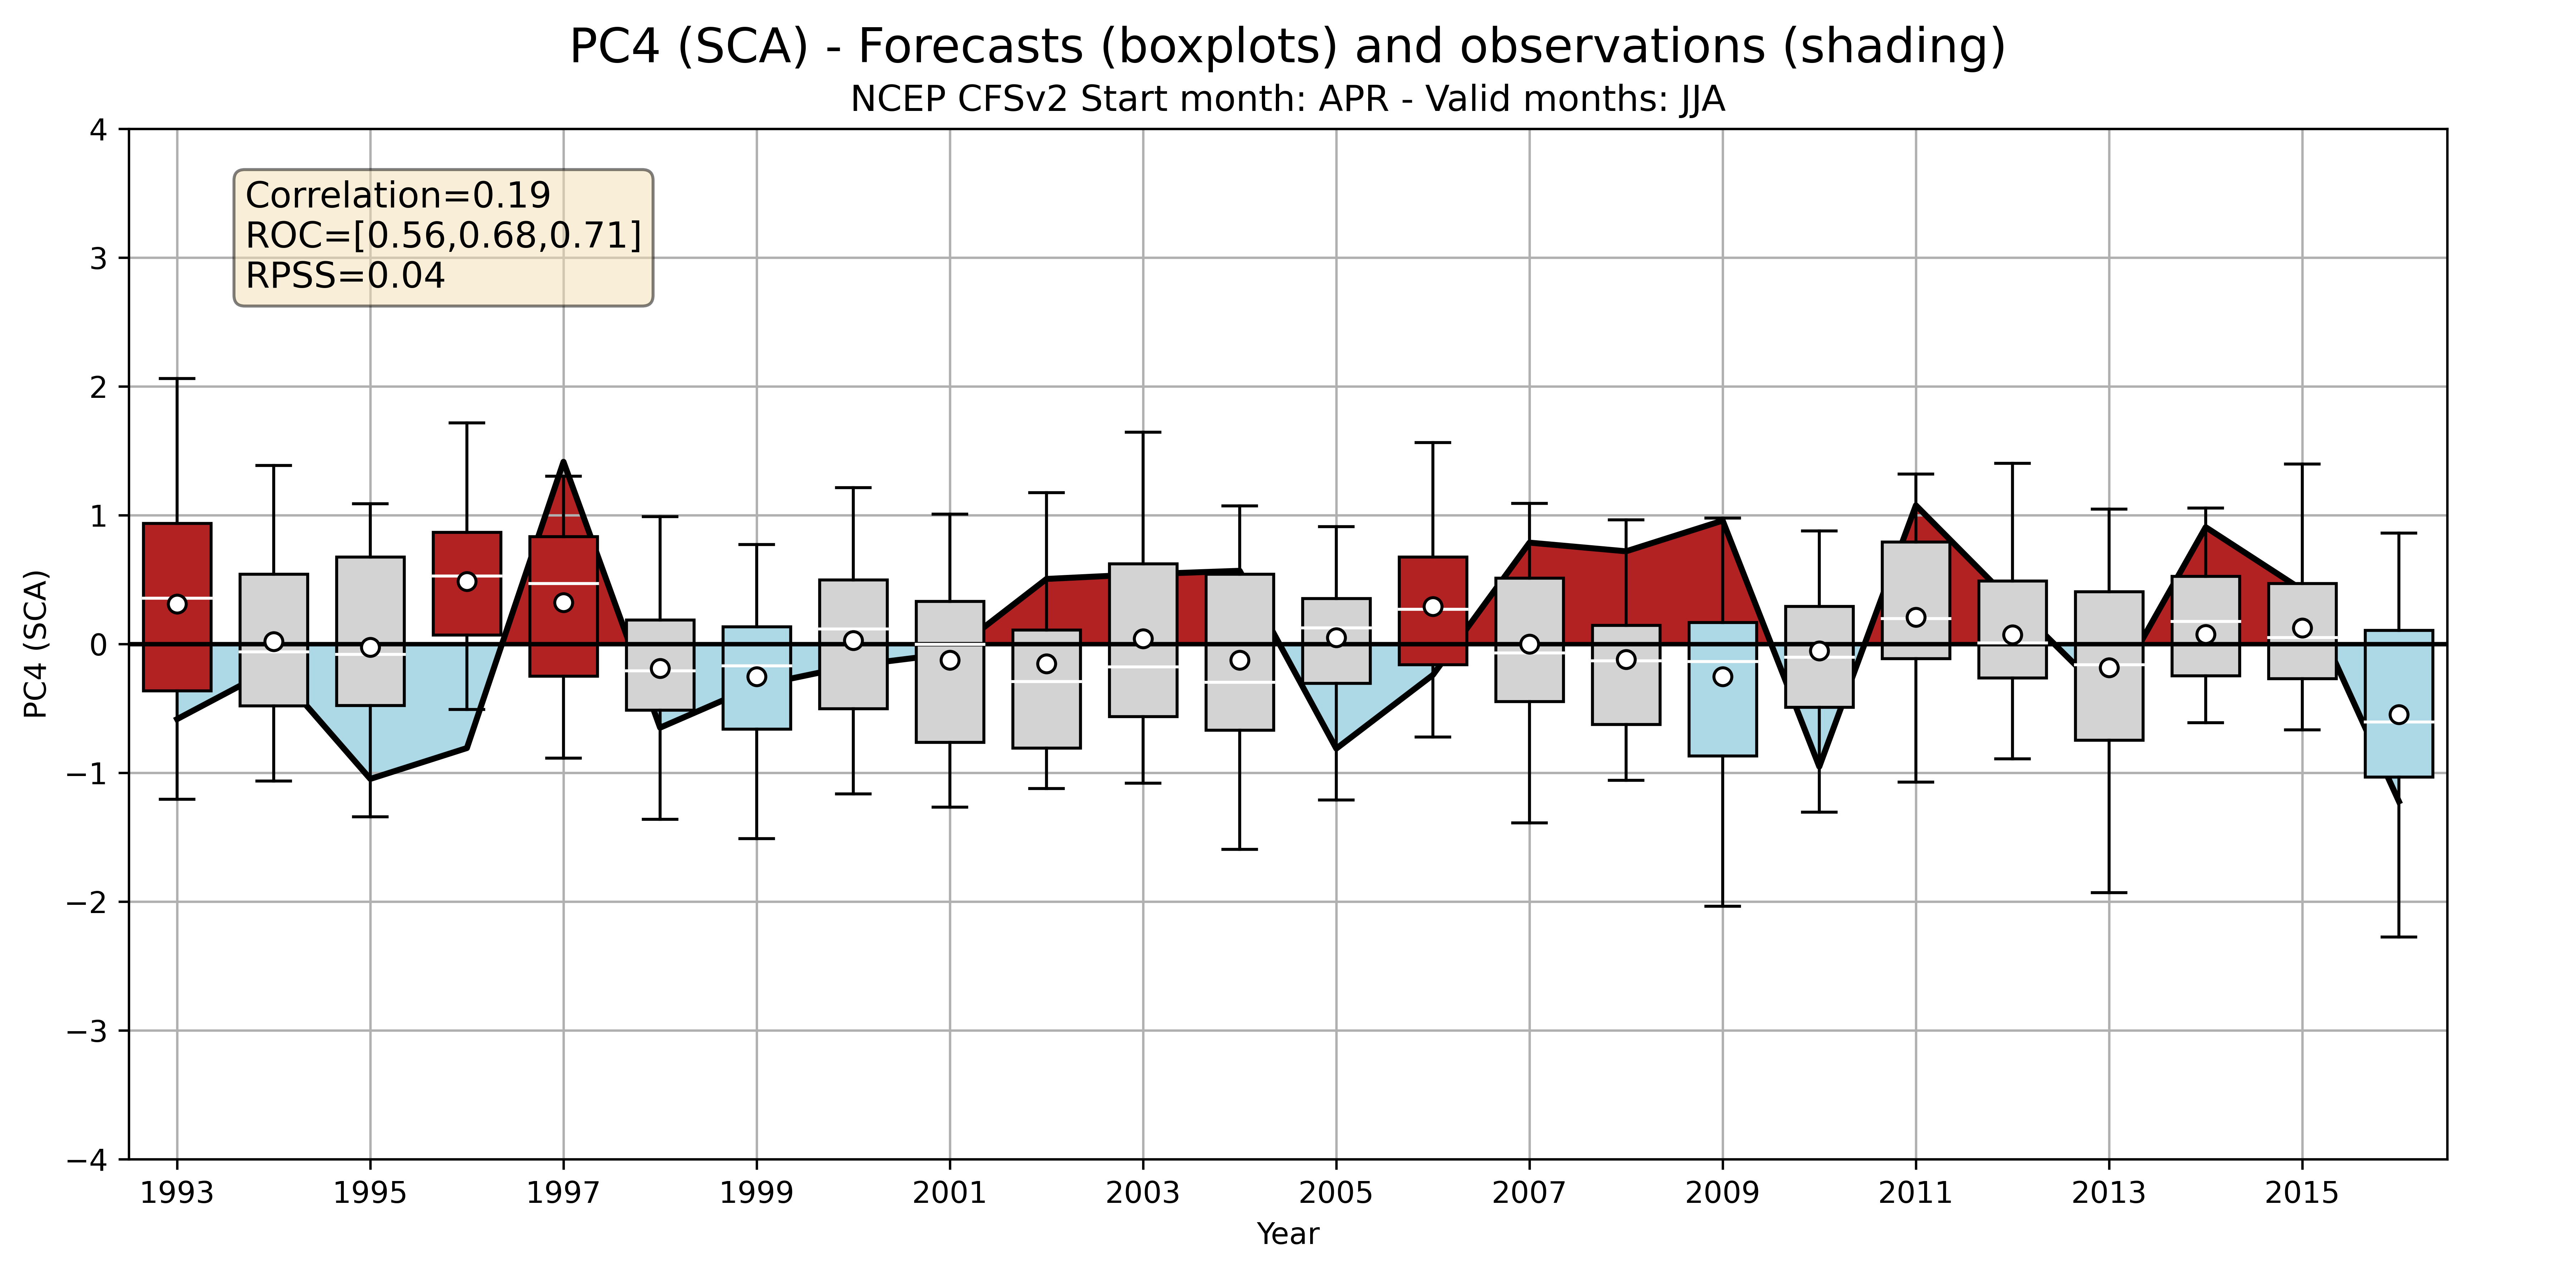 PC4 (SCA) - Forecasts (boxplots) and observations (shading)
NCEP CFSv2 Start month: APR - Valid months: JJA
Correlation=0.19
ROC=[0.56,0.68,0.71]
RPSS=0.04
PC4 (SCA)
4
3
2
1
0
−1
−2
−3
−4
1993 1995 1997 1999 2001 2003 2005 2007 2009 2011 2013 2015
Year